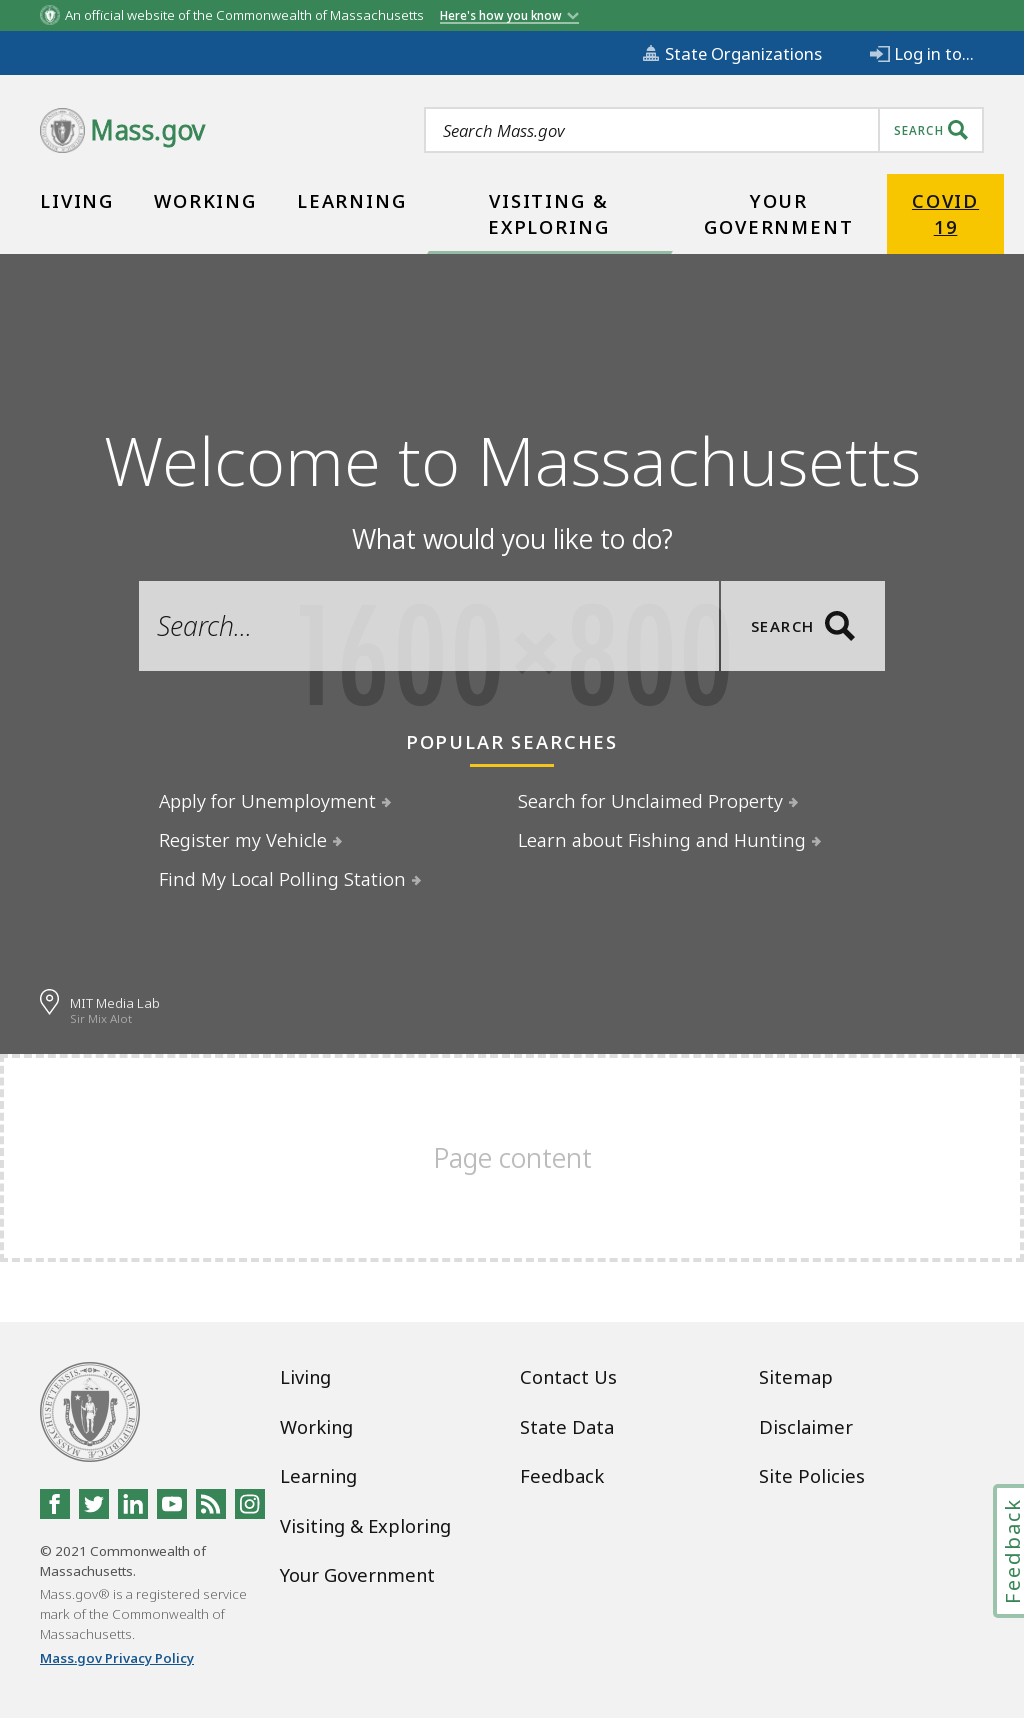 An official website of the Commonwealth of Massachusetts Here's how you know
State Organizations Log in to...
Mass.gov
Search Mass.gov
SEARCH
LIVING WORKING LEARNING VISITING & EXPLORING YOUR GOVERNMENT COVID 19
Welcome to Massachusetts
What would you like to do?
Search...
SEARCH
1600×800
POPULAR SEARCHES
Apply for Unemployment
Search for Unclaimed Property
Register my Vehicle
Learn about Fishing and Hunting
Find My Local Polling Station
MIT Media Lab
Sir Mix Alot
Page content
Living
Working
Learning
Visiting & Exploring
Your Government
Contact Us
State Data
Feedback
Sitemap
Disclaimer
Site Policies
© 2021 Commonwealth of
Massachusetts.
Mass.gov® is a registered service
mark of the Commonwealth of
Massachusetts.
Mass.gov Privacy Policy
Feedback